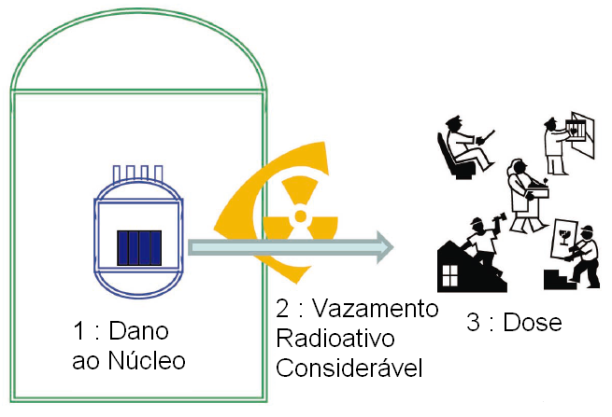 1 : Dano
ao Núcleo
2 : Vazamento
Radioativo
Considerável
3 : Dose